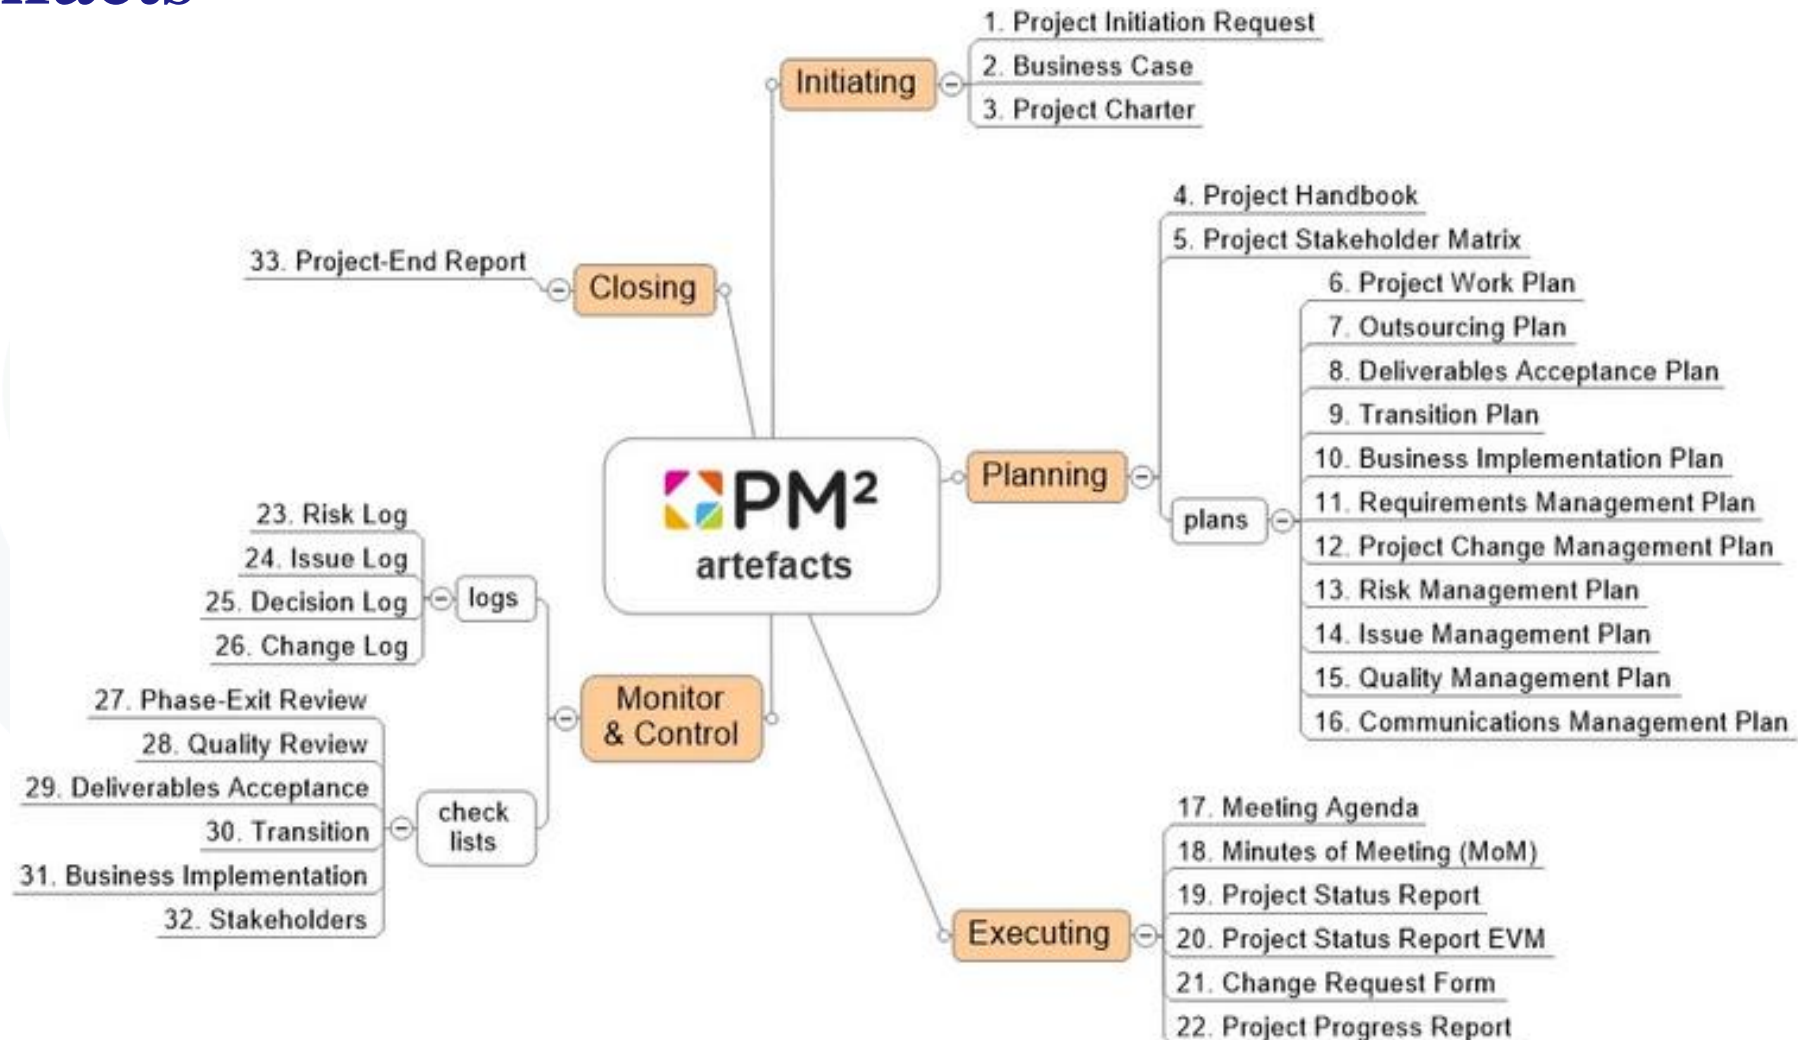 1. Project Initiation Request
Initiating
2. Business Case
3. Project Charter
4. Project Handbook
5. Project Stakeholder Matrix
33. Project-End Report
Closing
6. Project Work Plan
7. Outsourcing Plan
8. Deliverables Acceptance Plan
9. Transition Plan
Planning
10. Business Implementation Plan
plans
11. Requirements Management Plan
12. Project Change Management Plan
13. Risk Management Plan
14. Issue Management Plan
15. Quality Management Plan
16. Communications Management Plan
PM²
artefacts
23. Risk Log
24. Issue Log
logs
25. Decision Log
26. Change Log
Monitor
& Control
27. Phase-Exit Review
28. Quality Review
29. Deliverables Acceptance
check
lists
30. Transition
31. Business Implementation
32. Stakeholders
17. Meeting Agenda
18. Minutes of Meeting (MoM)
19. Project Status Report
Executing
20. Project Status Report EVM
21. Change Request Form
22. Project Progress Report